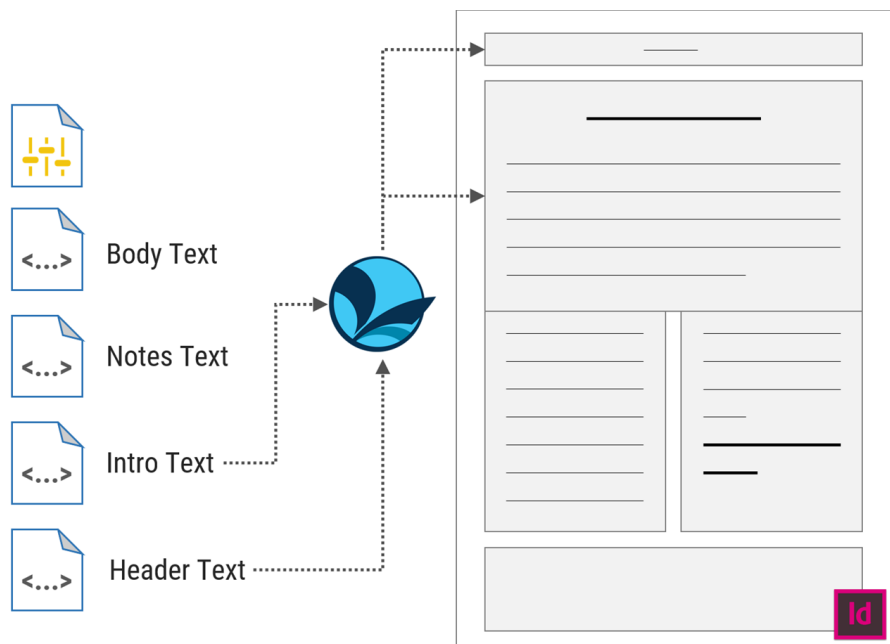 <...>
Body Text
<...>
Notes Text
<...>
Intro Text
<...>
Header Text
Id